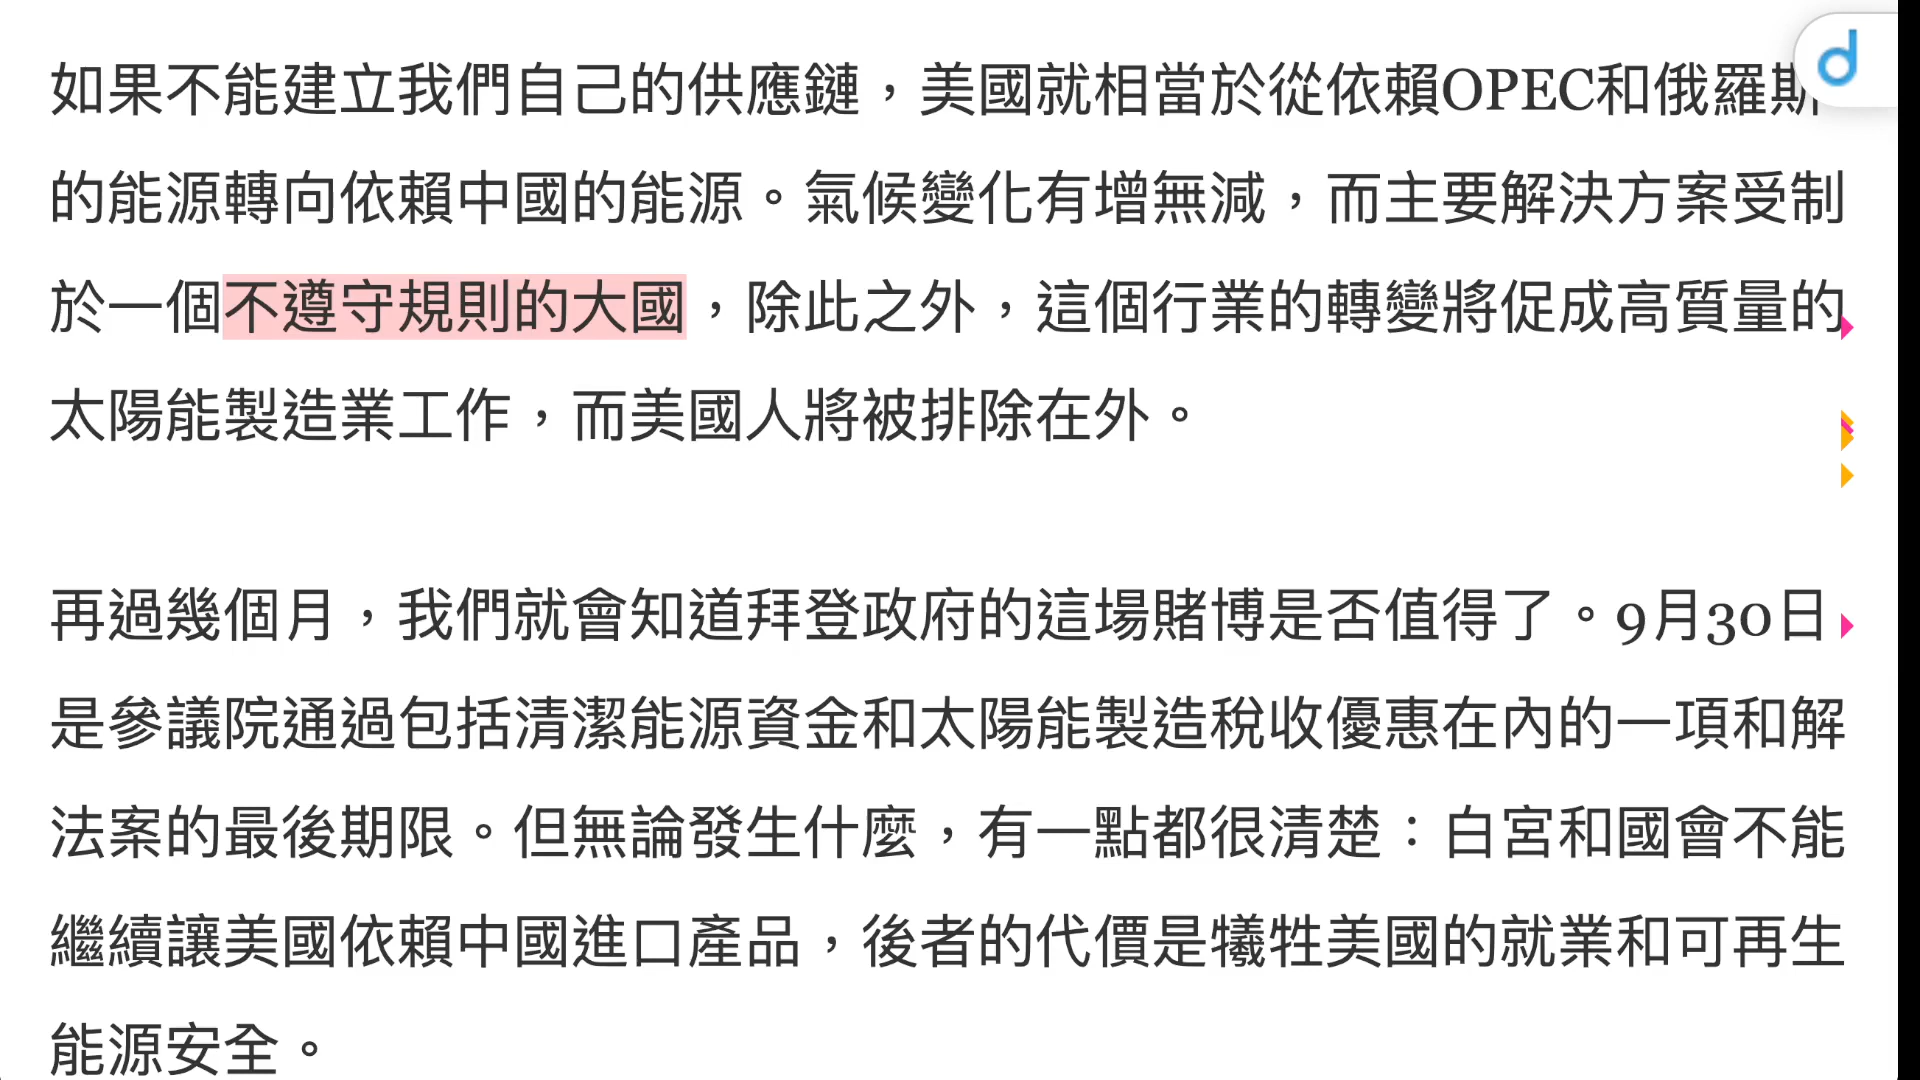 如果不能建立我們自己的供應鏈，美國就相當於從依賴OPEC和俄羅斯
的能源轉向依賴中國的能源。氣候變化有增無減，而主要解決方案受制
於一個不遵守規則的大國，除此之外，這個行業的轉變將促成高質量的
太陽能製造業工作，而美國人將被排除在外。
再過幾個月，我們就會知道拜登政府的這場賭博是否值得了。9月30日
是參議院通過包括清潔能源資金和太陽能製造稅收優惠在內的一項和解
法案的最後期限。但無論發生什麼，有一點都很清楚：白宮和國會不能
繼續讓美國依賴中國進口產品，後者的代價是犧牲美國的就業和可再生
能源安全。